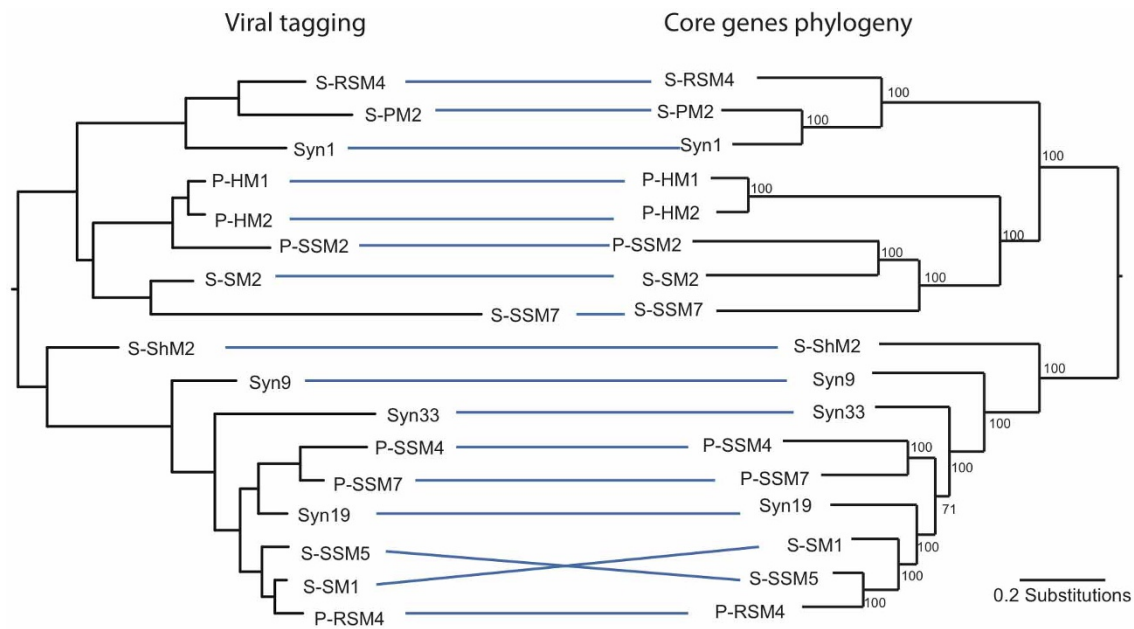 Viral tagging
Core genes phylogeny
S-RSM4 S-RSM4
100
S-PM2 S-PM2
100
Syn1 Syn1
100
P-HM1 P-HM1
100
P-HM2 P-HM2
100
P-SSM2 P-SSM2
100
S-SM2 S-SM2
100
S-SSM7 S-SSM7
S-ShM2 S-ShM2
100
Syn9 Syn9
Syn33 Syn33
100
P-SSM4 P-SSM4
100
100
P-SSM7 P-SSM7
Syn19 Syn19
71
S-SSM5 S-SM1
100
S-SM1 S-SSM5
100
P-RSM4 P-RSM4
100
0.2 Substitutions